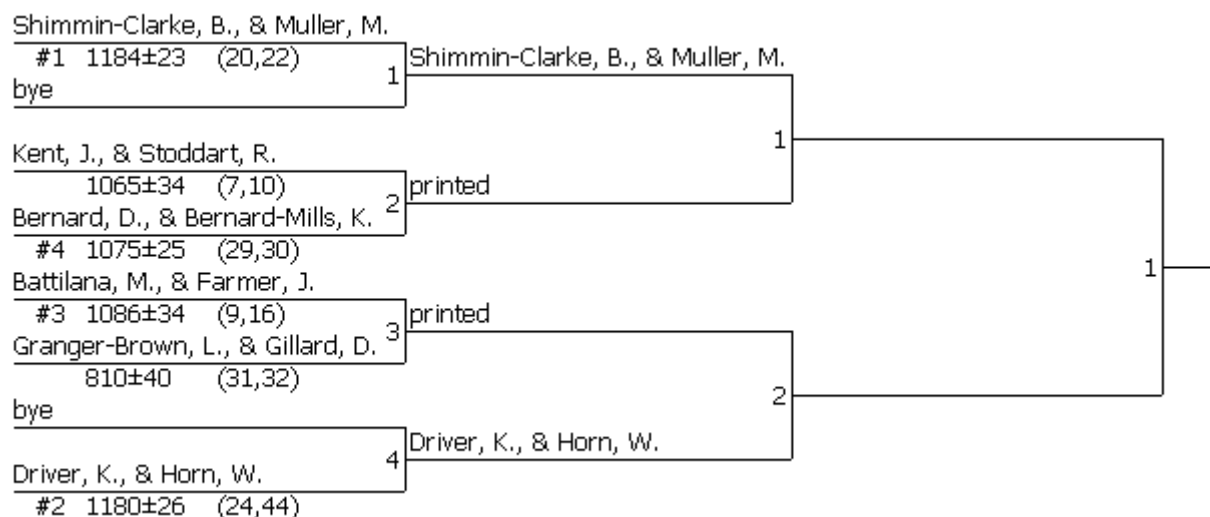 Shimmin-Clarke, B., & Muller, M.
#1 1184±23 (20,22)
bye
1
Shimmin-Clarke, B., & Muller, M.
Kent, J., & Stoddart, R.
1065±34 (7,10)
Bernard, D., & Bernard-Mills, K.
#4 1075±25 (29,30)
2
printed
1
Battilana, M., & Farmer, J.
#3 1086±34 (9,16)
Granger-Brown, L., & Gillard, D.
810±40 (31,32)
3
printed
bye
Driver, K., & Horn, W.
#2 1180±26 (24,44)
4
Driver, K., & Horn, W.
2
1